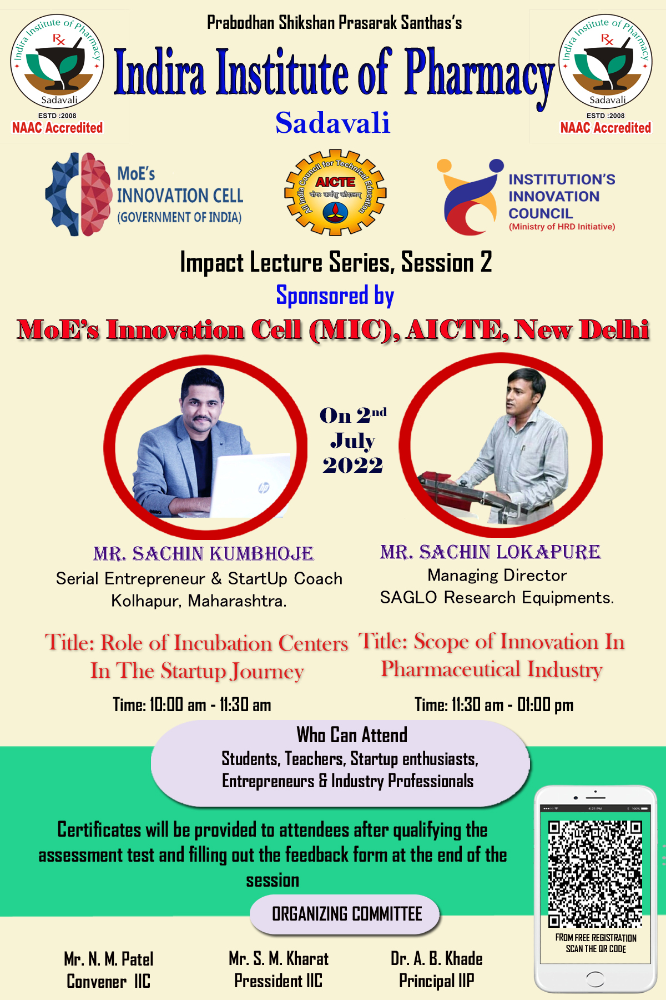 Prabodhan Shikshan Prasarak Santhas's
Indira Institute of Pharmacy
Indira Institute of Pharmacy
Rx
Sadavali
ESTD :2008
NAAC Accredited
Indira Institute of Pharmacy
Rx
Sadavali
ESTD :2008
NAAC Accredited
Sadavali
MoE's
INNOVATION CELL
(GOVERNMENT OF INDIA)
All India Council for Technical Education
AICTE
योगः कर्मसु कौशलम्
INSTITUTION'S
INNOVATION
COUNCIL
(Ministry of HRD Initiative)
Impact Lecture Series, Session 2
Sponsored by
MoE's Innovation Cell (MIC), AICTE, New Delhi
On 2nd
July
2022
hp
MR. SACHIN KUMBHOJE
Serial Entrepreneur & StartUp Coach
Kolhapur, Maharashtra.
MR. SACHIN LOKAPURE
Managing Director
SAGLO Research Equipments.
Title: Role of Incubation Centers
In The Startup Journey
Time: 10:00 am - 11:30 am
Title: Scope of Innovation In
Pharmaceutical Industry
Time: 11:30 am - 01:00 pm
Who Can Attend
Students, Teachers, Startup enthusiasts,
Entrepreneurs & Industry Professionals
Certificates will be provided to attendees after qualifying the
assessment test and filling out the feedback form at the end of the
session
4:21 PM
100%
FROM FREE REGISTRATION
SCAN THE QR CODE
ORGANIZING COMMITTEE
Mr. N. M. Patel
Convener IIC
Mr. S. M. Kharat
Pressident IIC
Dr. A. B. Khade
Principal IIP